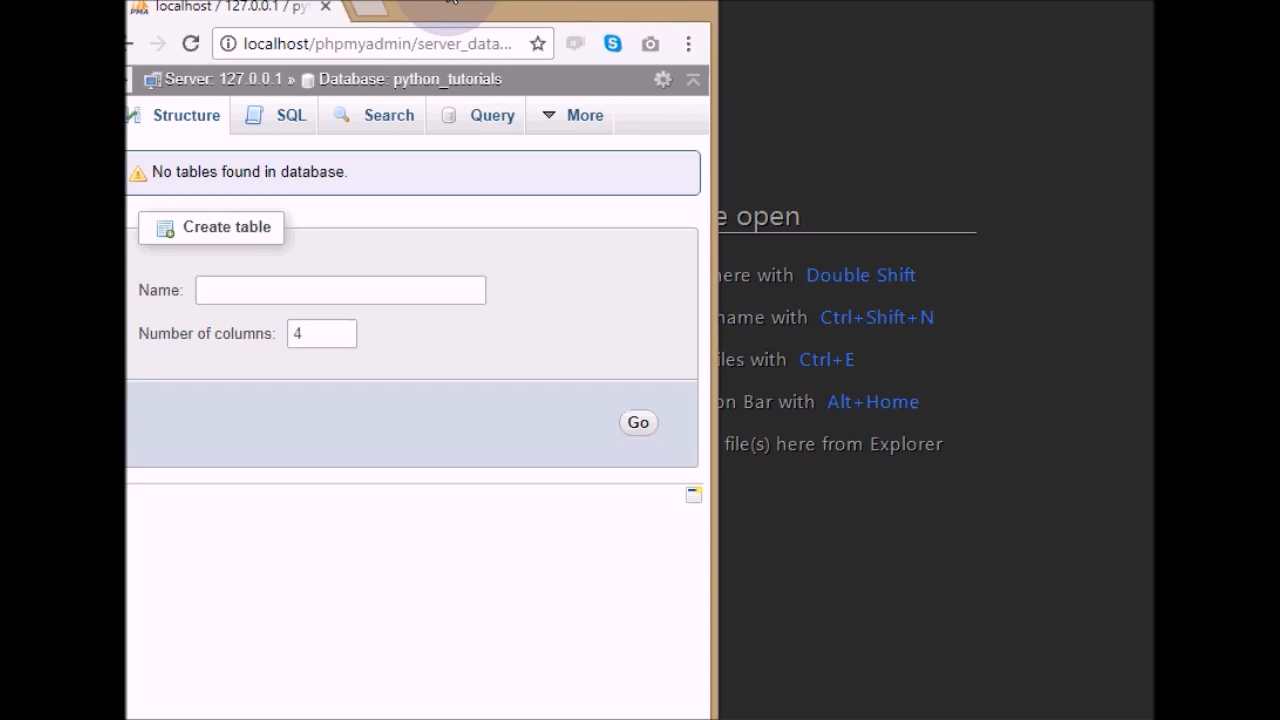 localhost / 127.0.0.1 / py
localhost/phpmyadmin/server_data...
Server: 127.0.0.1 » Database: python_tutorials
Structure SQL Search Query More
No tables found in database.
Create table
Name:
Number of columns: 4
Go
e open
here with Double Shift
name with Ctrl+Shift+N
iles with Ctrl+E
on Bar with Alt+Home
file(s) here from Explorer